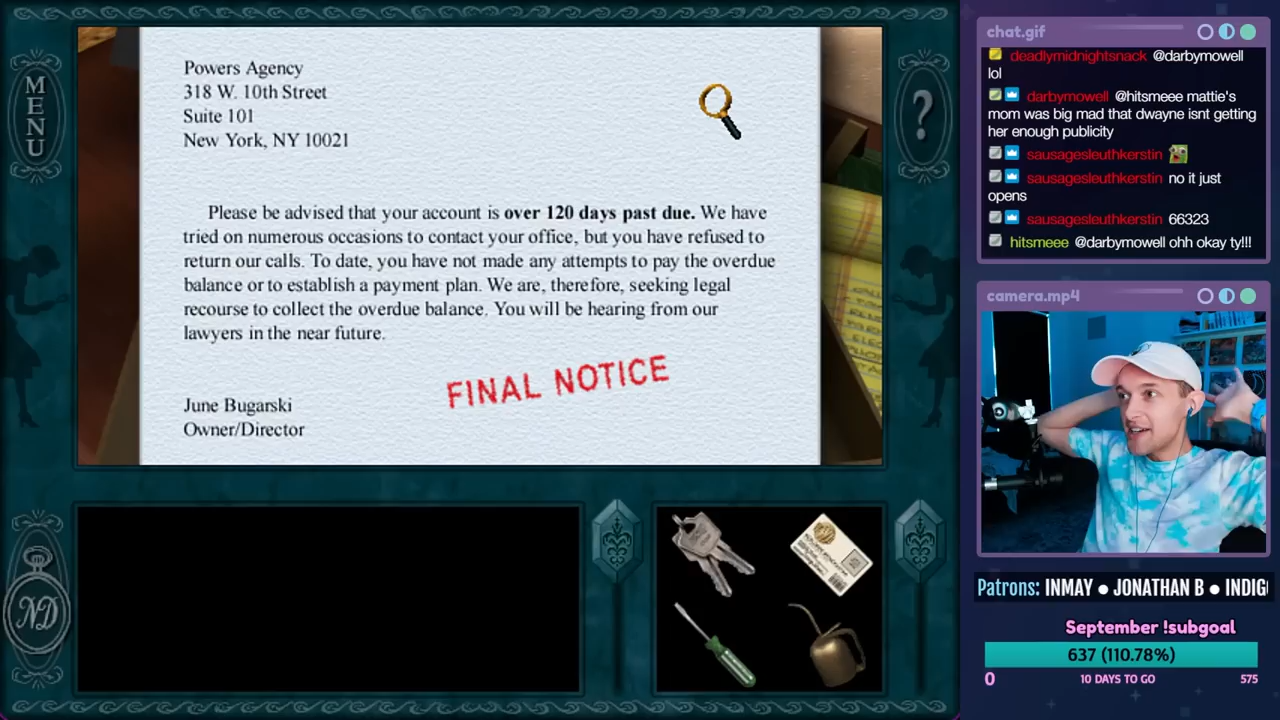 MENU
?
Powers Agency
318 W. 10th Street
Suite 101
New York, NY 10021
Please be advised that your account is over 120 days past due. We have
tried on numerous occasions to contact your office, but you have refused to
return our calls. To date, you have not made any attempts to pay the overdue
balance or to establish a payment plan. We are, therefore, seeking legal
recourse to collect the overdue balance. You will be hearing from our
lawyers in the near future.
FINAL NOTICE
June Bugarski
Owner/Director
ND
chat.gif
deadlymidnightsnack @darbymowell
lol
darbymowell @hitsmeee mattie's
mom was big mad that dwayne isnt getting
her enough publicity
sausagesleuthkerstin
sausagesleuthkerstin no it just
opens
sausagesleuthkerstin 66323
hitsmeee @darbymowell ohh okay ty!!!
camera.mp4
Patrons: INMAY ● JONATHAN B ● INDIG
September !subgoal
637 (110.78%)
0 10 DAYS TO GO 575